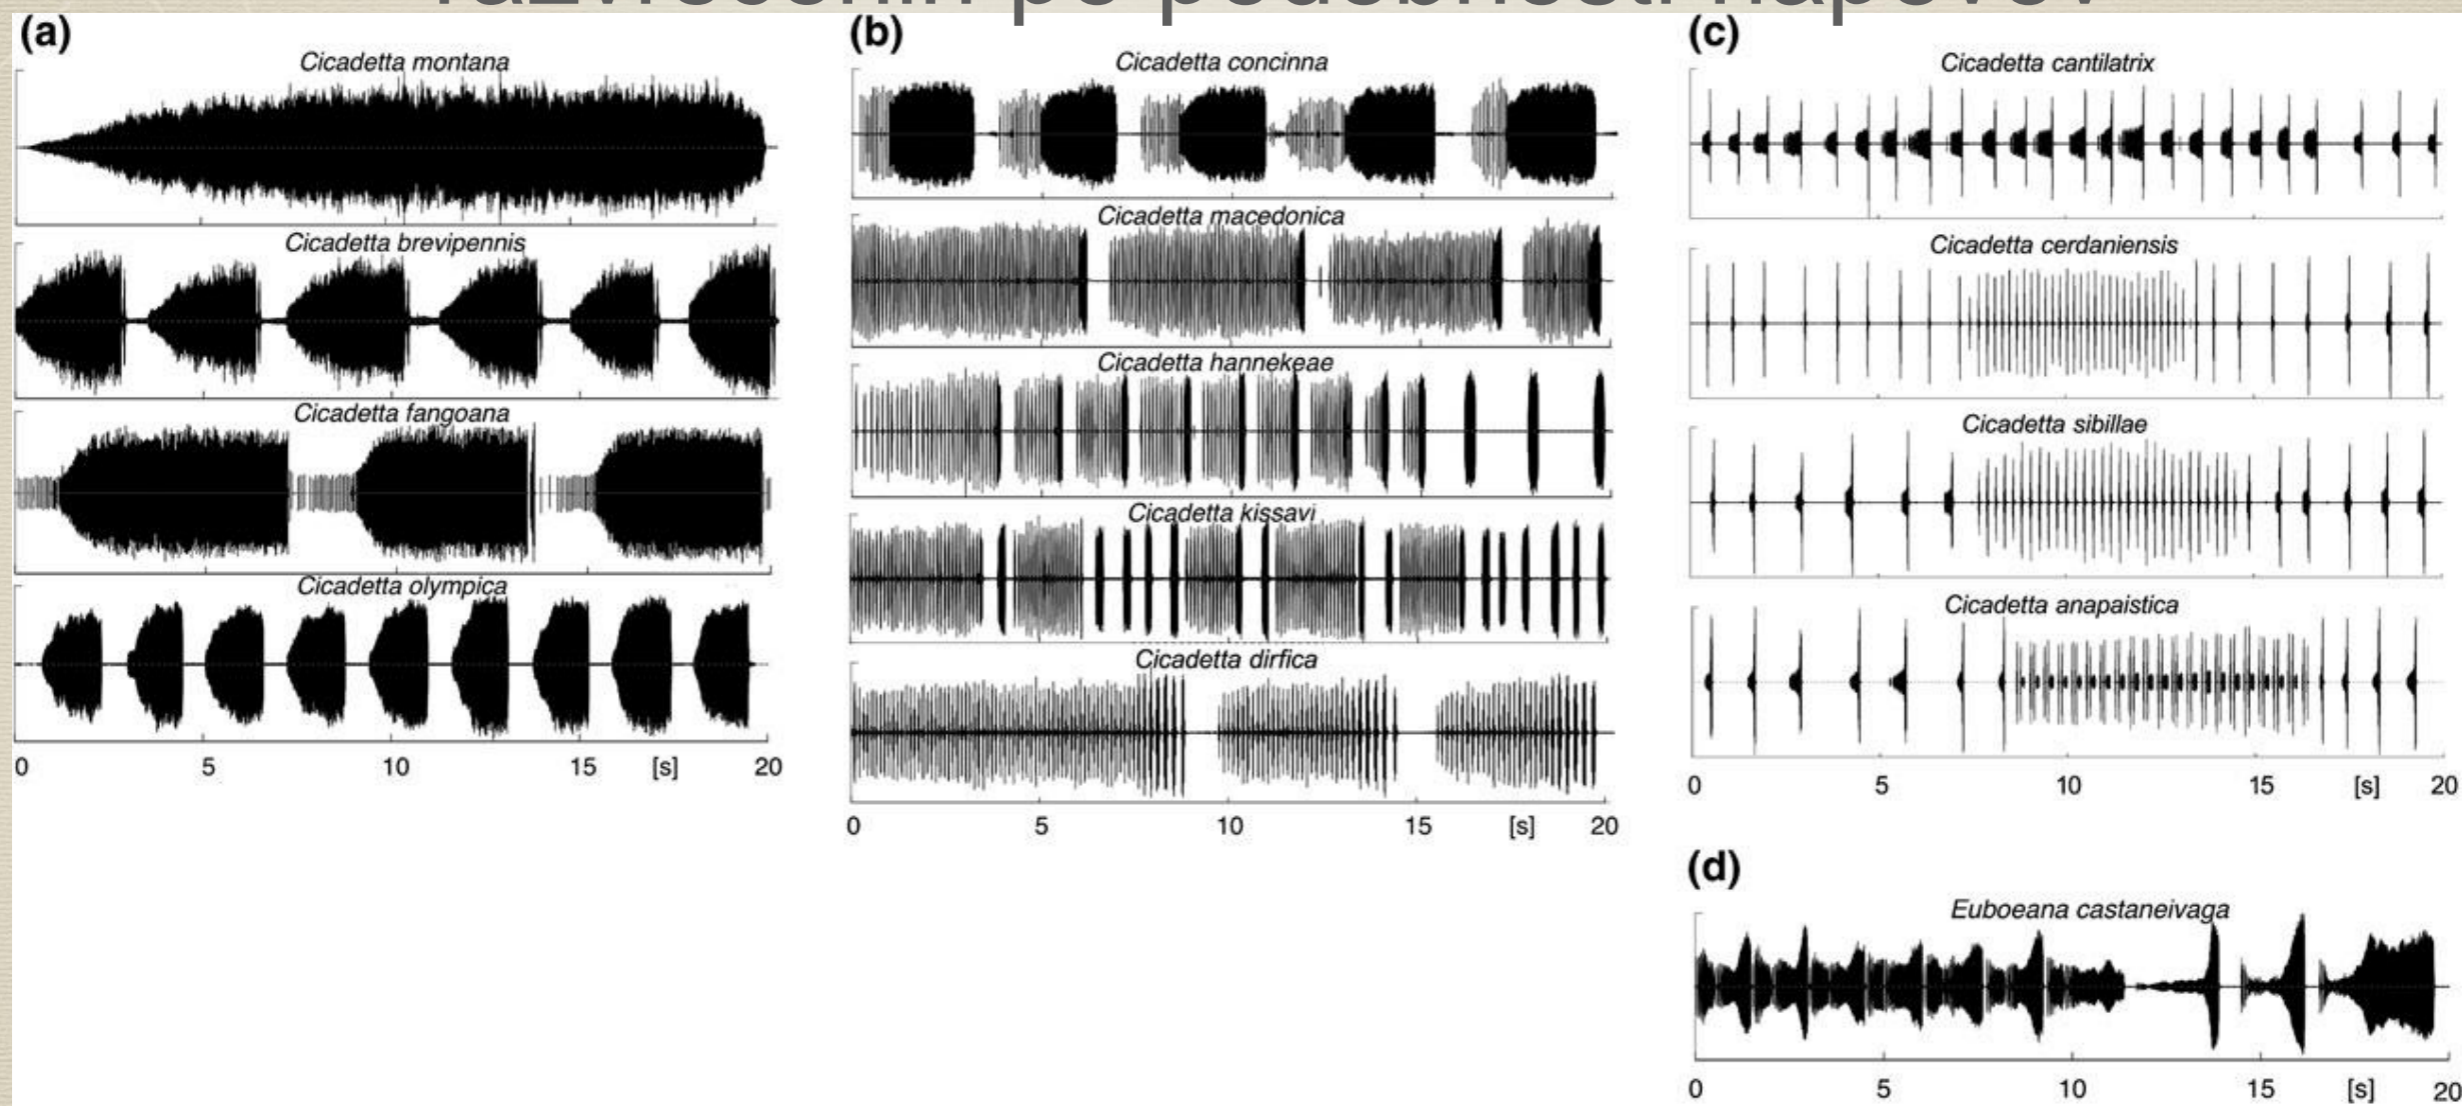 (a)
Cicadetta montana
Cicadetta brevipennis
Cicadetta fangoana
Cicadetta olympica
0 5 10 15 [s] 20
(b)
Cicadetta concinna
Cicadetta macedonica
Cicadetta hannekeae
Cicadetta kissavi
Cicadetta dirfica
0 5 10 15 [s] 20
(c)
Cicadetta cantilatrix
Cicadetta cerdaniensis
Cicadetta sibillae
Cicadetta anapaistica
0 5 10 15 [s] 20
(d)
Euboeana castaneivaga
0 5 10 15 [s] 20